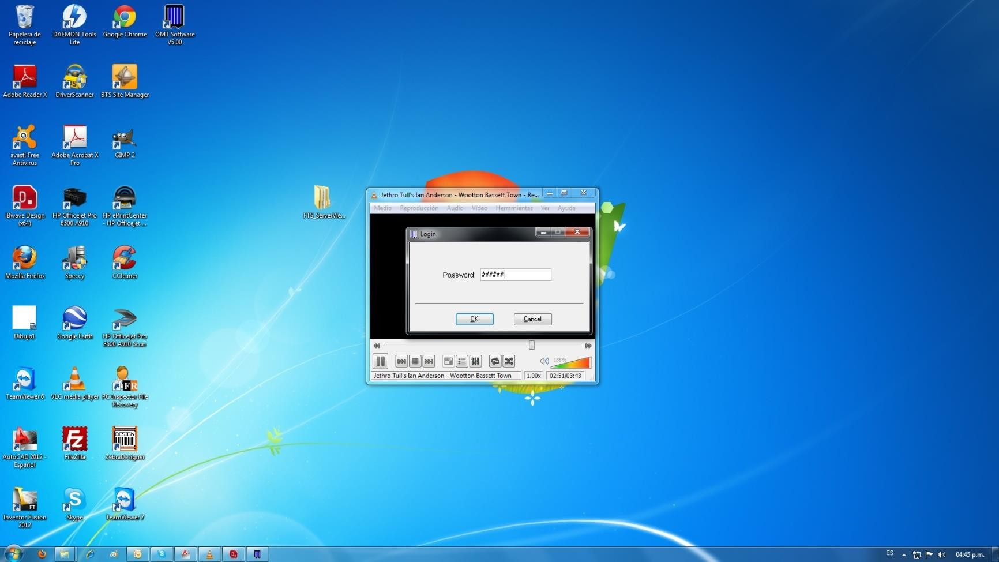 Papelera de
reciclaje
DAEMON Tools
Lite
Google Chrome
OMT Software
V5.00
Adobe Reader X
DriverScanner
BTS Site Manager
avast! Free
Antivirus
Adobe Acrobat X
Pro
GIMP 2
iBwave Design
(x64)
HP Officejet Pro
8500 A910
HP ePrintCenter
- HP Officejet ...
FTS_ServerVie...
Mozilla Firefox
Speccy
CCleaner
Dibujo1
Google Earth
HP Officejet Pro
8500 A910 Scan
TeamViewer 6
VLC media player
PC Inspector File
Recovery
AutoCAD 2012 -
Español
FileZilla
DESIGN
ZebraDesigner
Inventor Fusion
2012
Skype
TeamViewer 7
Jethro Tull's Ian Anderson - Wootton Bassett Town - Re...
Medio Reproducción Audio Vídeo Herramientas Ver Ayuda
Login
Password: ######
OK Cancel
188%
Jethro Tull's Ian Anderson - Wootton Bassett Town 1.00x 02:51/03:43
ES 04:45 p.m.